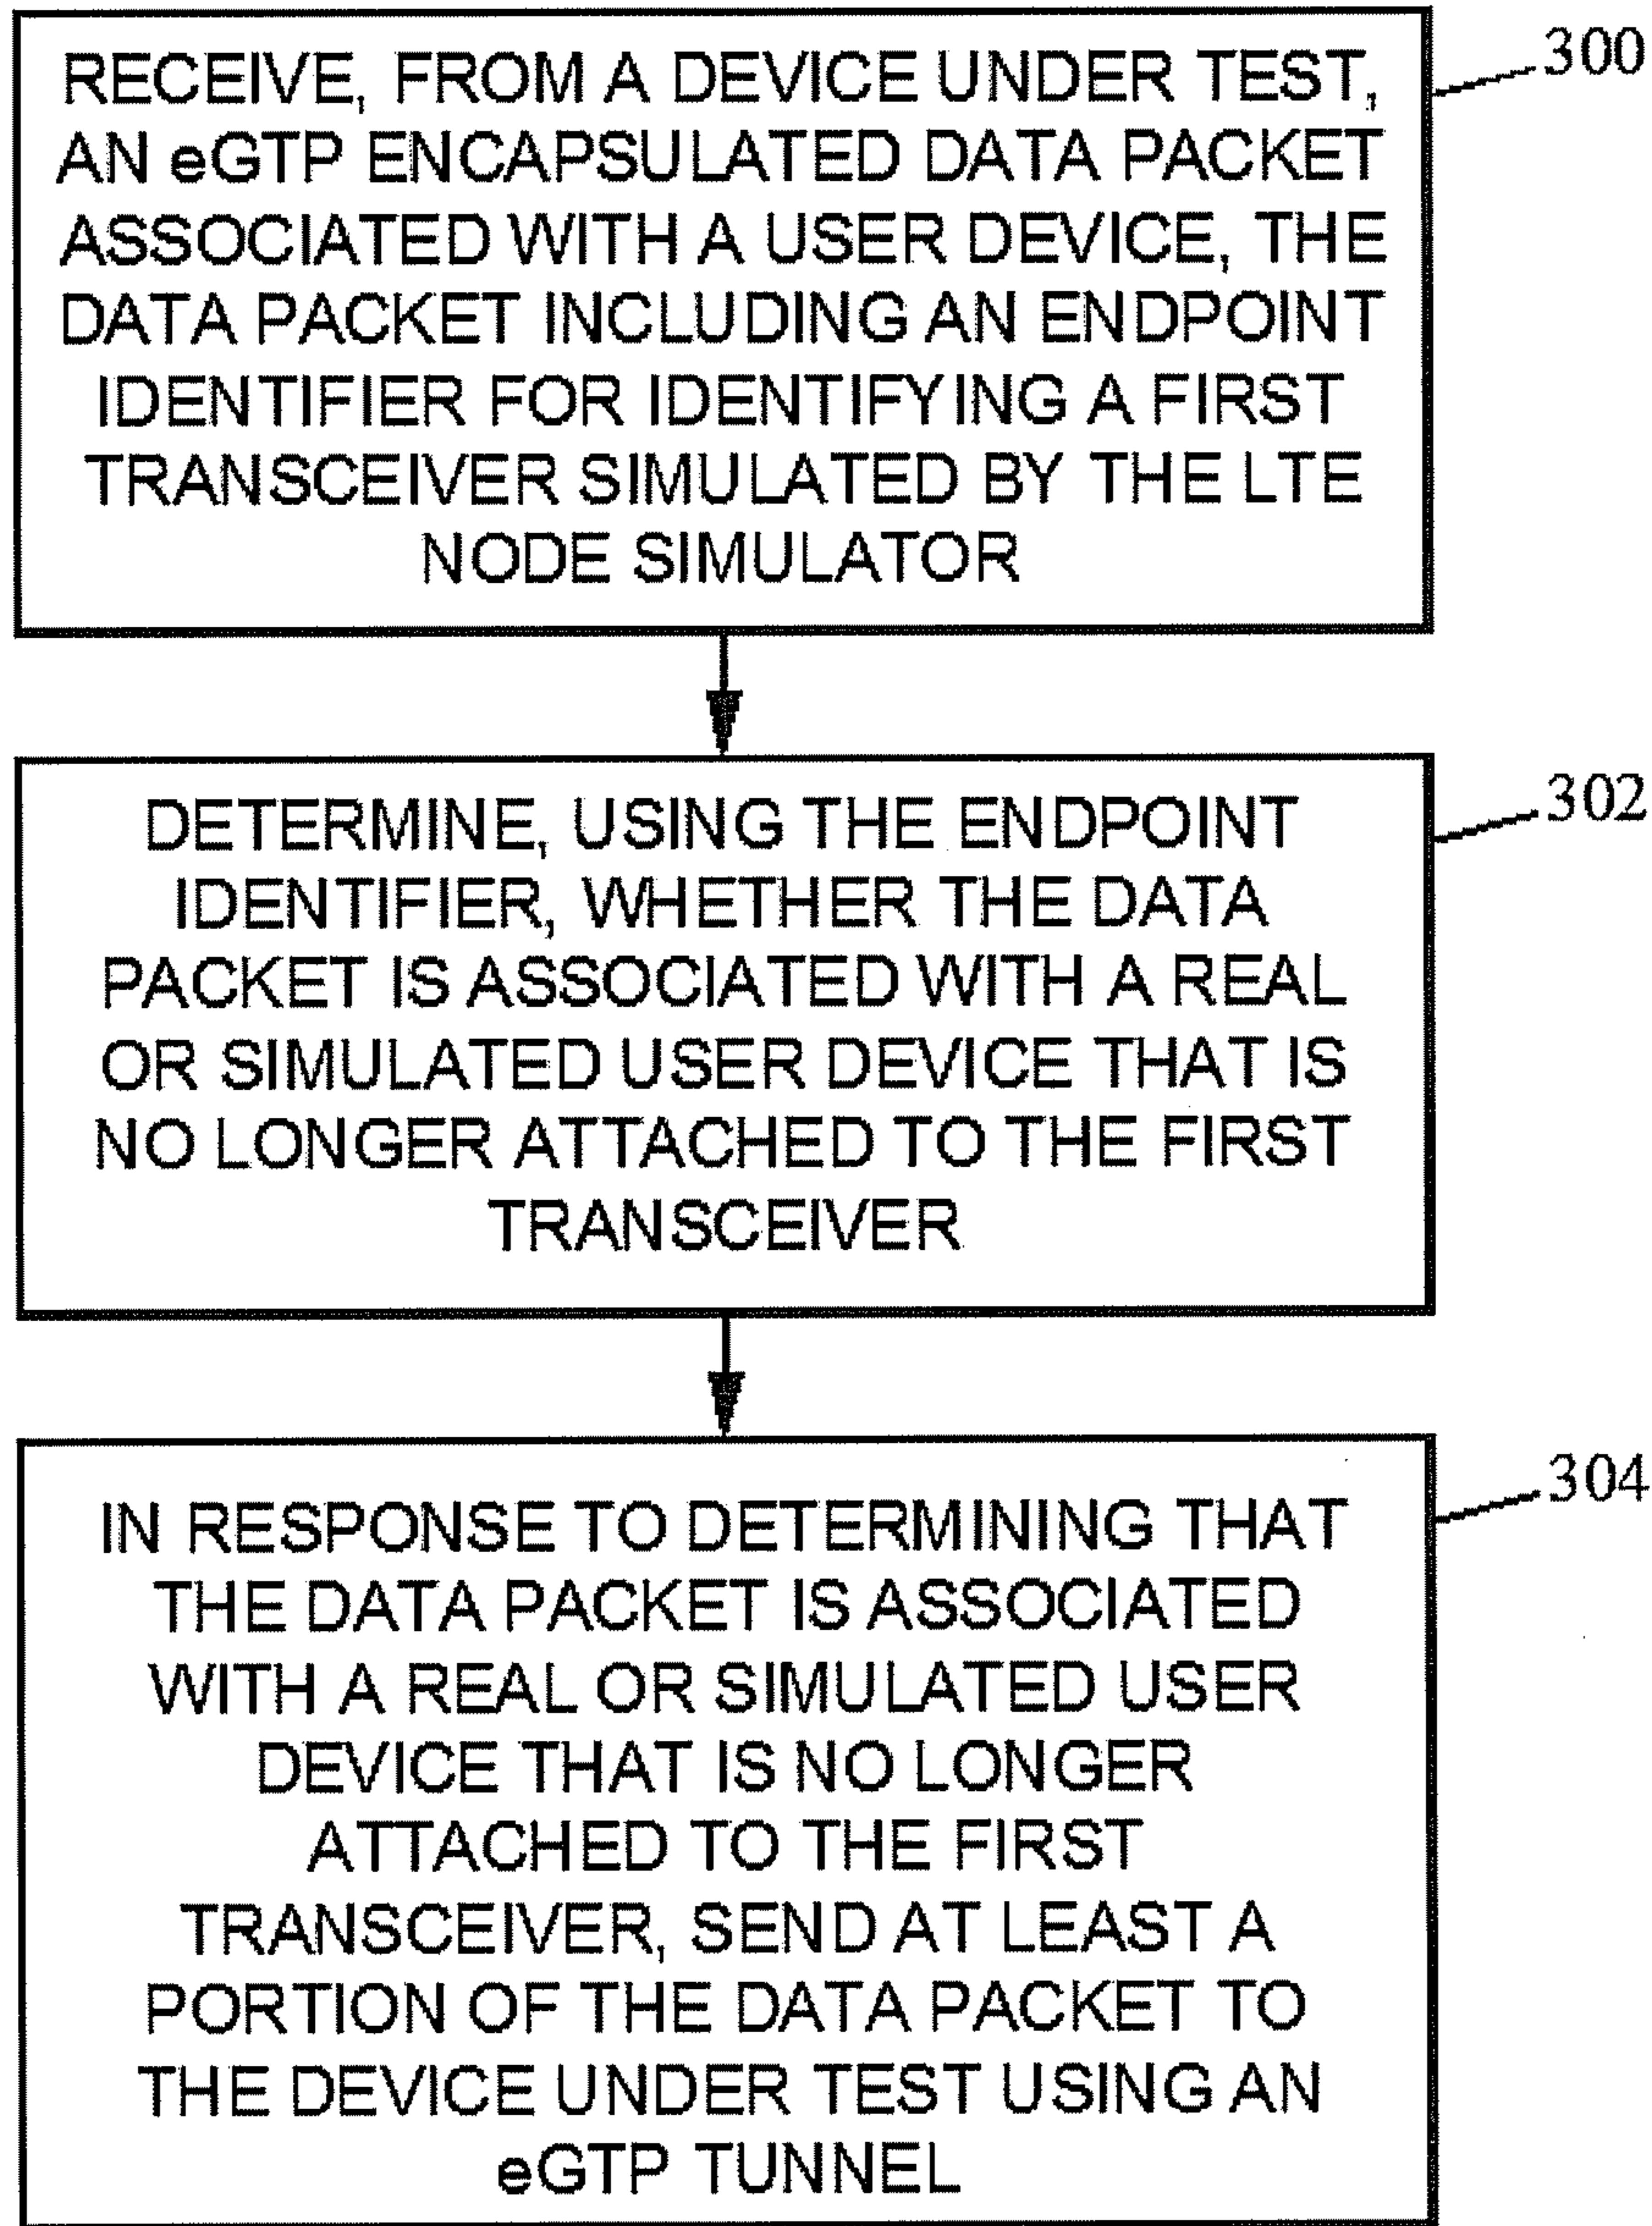 RECEIVE, FROM A DEVICE UNDER TEST,
AN eGTP ENCAPSULATED DATA PACKET
ASSOCIATED WITH A USER DEVICE, THE
DATA PACKET INCLUDING AN ENDPOINT
IDENTIFIER FOR IDENTIFYING A FIRST
TRANSCEIVER SIMULATED BY THE LTE
NODE SIMULATOR
300
DETERMINE, USING THE ENDPOINT
IDENTIFIER, WHETHER THE DATA
PACKET IS ASSOCIATED WITH A REAL
OR SIMULATED USER DEVICE THAT IS
NO LONGER ATTACHED TO THE FIRST
TRANSCEIVER
302
IN RESPONSE TO DETERMINING THAT
THE DATA PACKET IS ASSOCIATED
WITH A REAL OR SIMULATED USER
DEVICE THAT IS NO LONGER
ATTACHED TO THE FIRST
TRANSCEIVER, SEND AT LEAST A
PORTION OF THE DATA PACKET TO
THE DEVICE UNDER TEST USING AN
eGTP TUNNEL
304